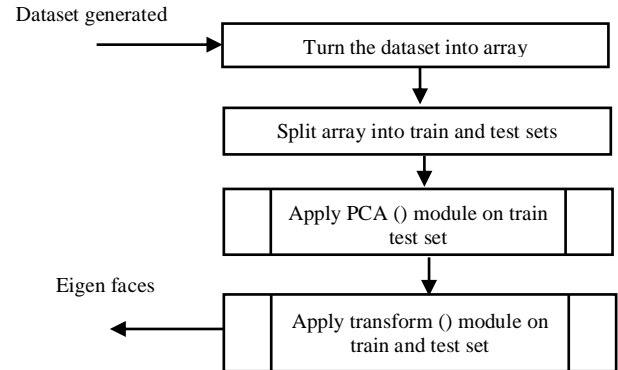 Dataset generated
Turn the dataset into array
Split array into train and test sets
Apply PCA () module on train
test set
Eigen faces
Apply transform () module on
train and test set